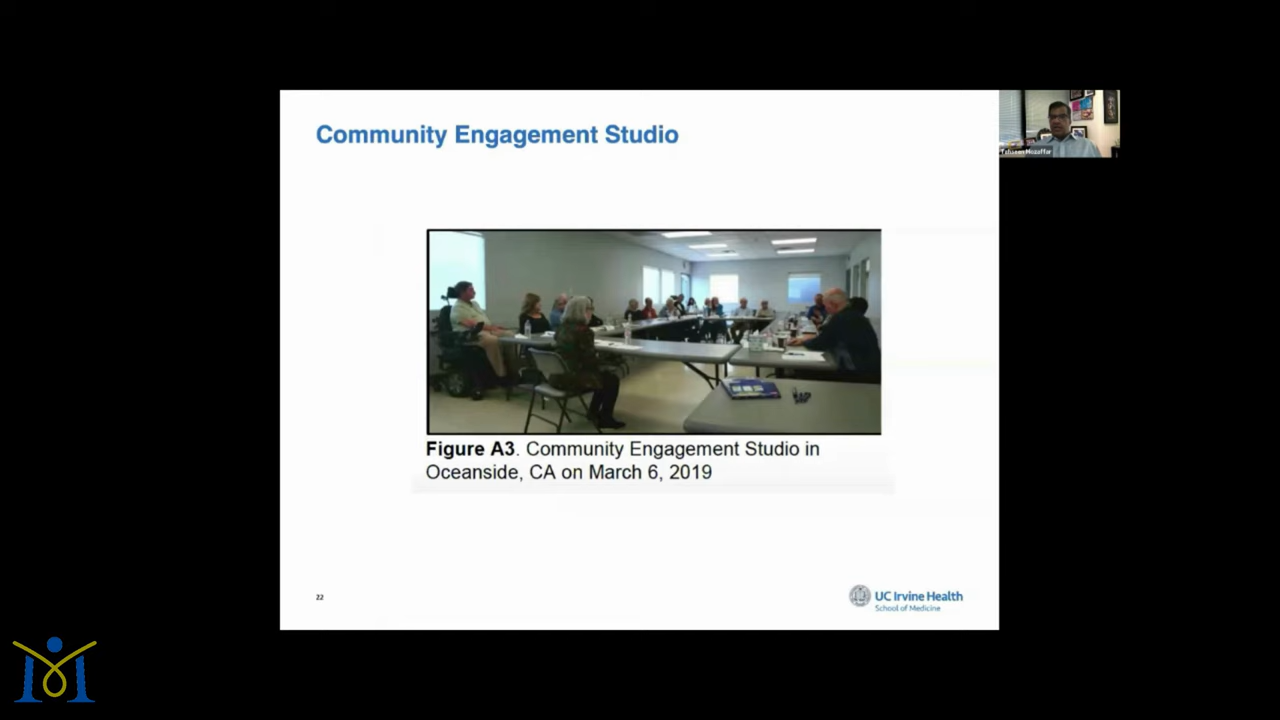 Community Engagement Studio
Figure A3. Community Engagement Studio in
Oceanside, CA on March 6, 2019
22
UC Irvine Health
School of Medicine